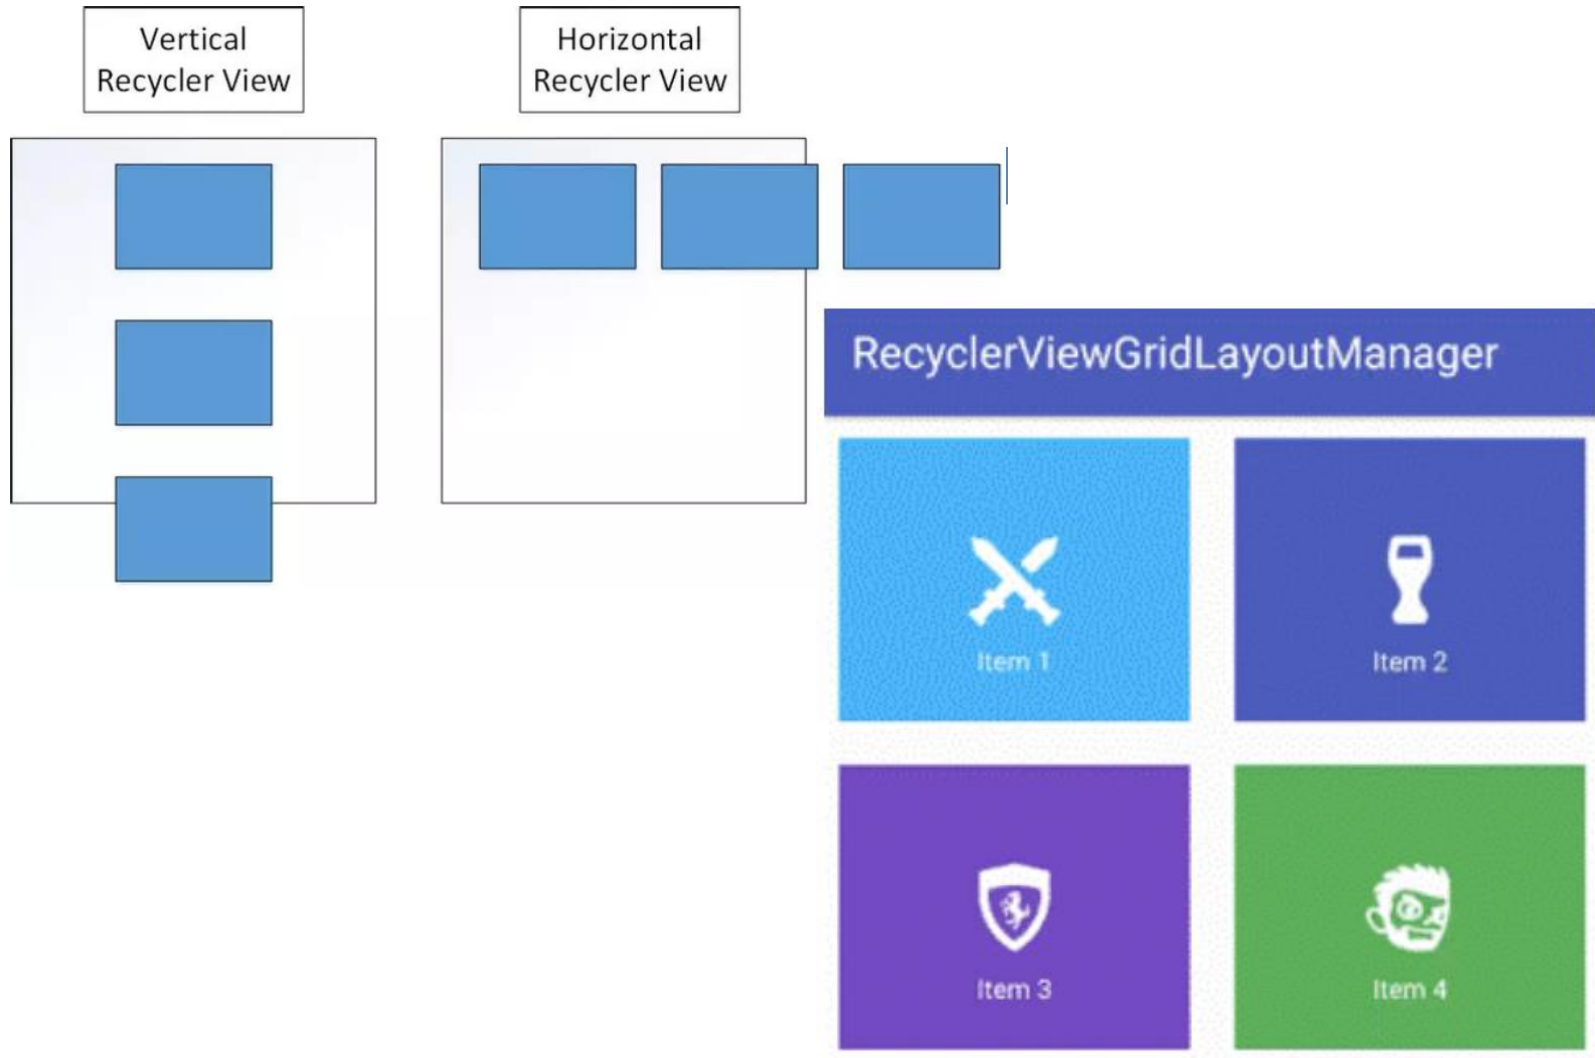 Vertical
Recycler View
Horizontal
Recycler View
RecyclerViewGridLayoutManager
Item 1
Item 2
Item 3
Item 4